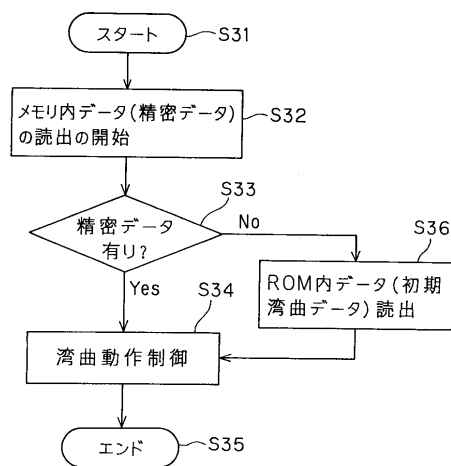 スタート
S31
メモリ内データ(精密データ)
の読出の開始
S32
S33
精密データ
有り?
No
Yes
S36
ROM内データ(初期
湾曲データ)読出
S34
湾曲動作制御
エンド
S35